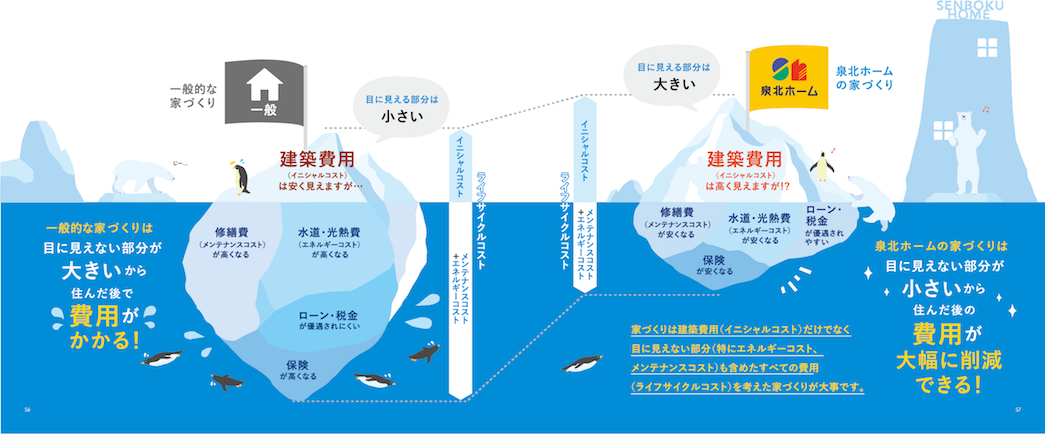 SENBOKU
HOME
一般的な
家づくり
一般
目に見える部分は
小さい
じー…
建築費用
(イニシャルコスト)
は安く見えますが…
修繕費
(メンテナンスコスト)
が高くなる
水道・光熱費
(エネルギーコスト)
が高くなる
ローン・税金
が優遇されにくい
保険
が高くなる
一般的な家づくりは
目に見えない部分が
大きいから
住んだ後で
費用が
かかる!
イニシャルコスト
メンテナンスコスト
+エネルギーコスト
ライフサイクルコスト
目に見える部分は
大きい
泉北ホーム
泉北ホーム
の家づくり
イニシャルコスト
メンテナンスコスト
+エネルギーコスト
ライフサイクルコスト
建築費用
(イニシャルコスト)
は高く見えますが!?
修繕費
(メンテナンスコスト)
が安くなる
水道・光熱費
(エネルギーコスト)
が安くなる
ローン・
税金
が優遇され
やすい
保険
が安くなる
泉北ホームの家づくりは
目に見えない部分が
小さいから
住んだ後の
費用が
大幅に削減
できる!
家づくりは建築費用(イニシャルコスト)だけでなく
目に見えない部分(特にエネルギーコスト、
メンテナンスコスト)も含めたすべての費用
(ライフサイクルコスト)を考えた家づくりが大事です。
56
57